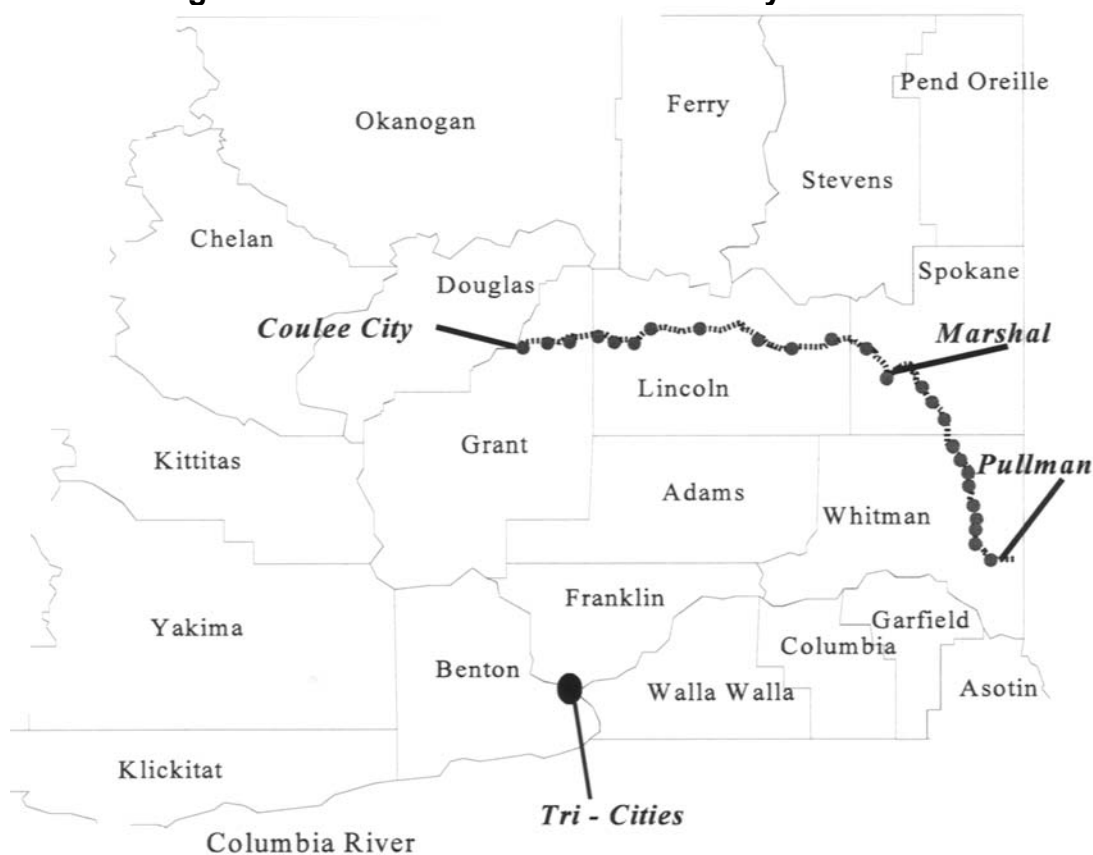 Pend Oreille
Ferry
Okanogan
Stevens
Chelan
Spokane
Douglas
Coulee City
Marshal
Lincoln
Grant
Kittitas
Pullman
Adams
Whitman
Franklin
Garfield
Yakima
Columbia
Benton
Walla Walla
Asotin
Klickitat
Tri - Cities
Columbia River